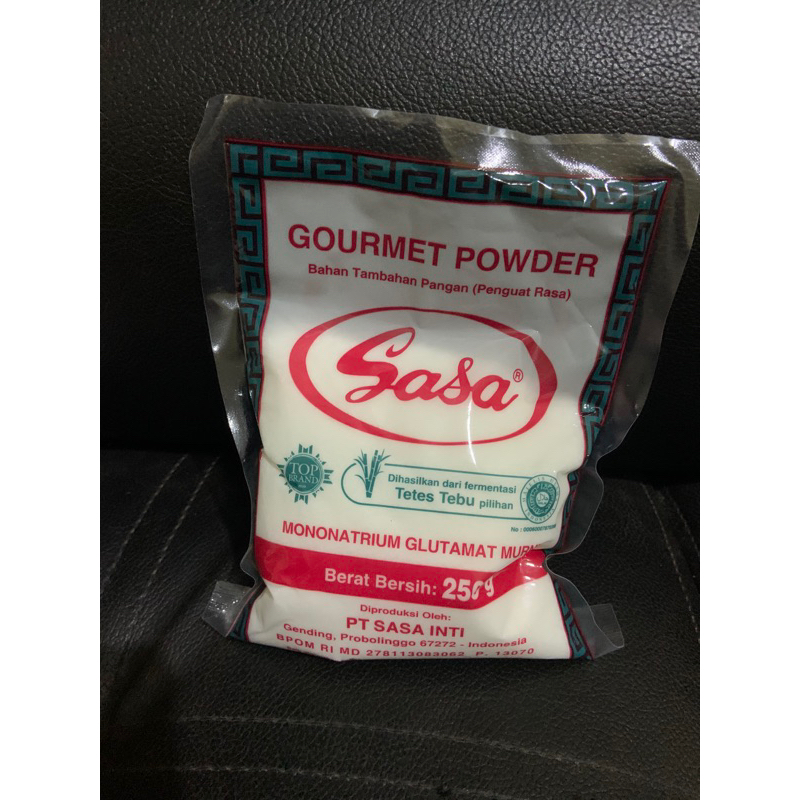 GOURMET POWDER
Bahan Tambahan Pangan (Penguat Rasa)
Sasa®
TOP
BRAND
Dihasilkan dari fermentasi
Tetes Tebu pilihan
MONONATRIUM GLUTAMAT
Berat Bersih: 250g
Diproduksi Oleh:
PT SASA INTI
Gending, Probolinggo 67272 - Indonesia
BPOM RI MD 278113083062 P. 13070